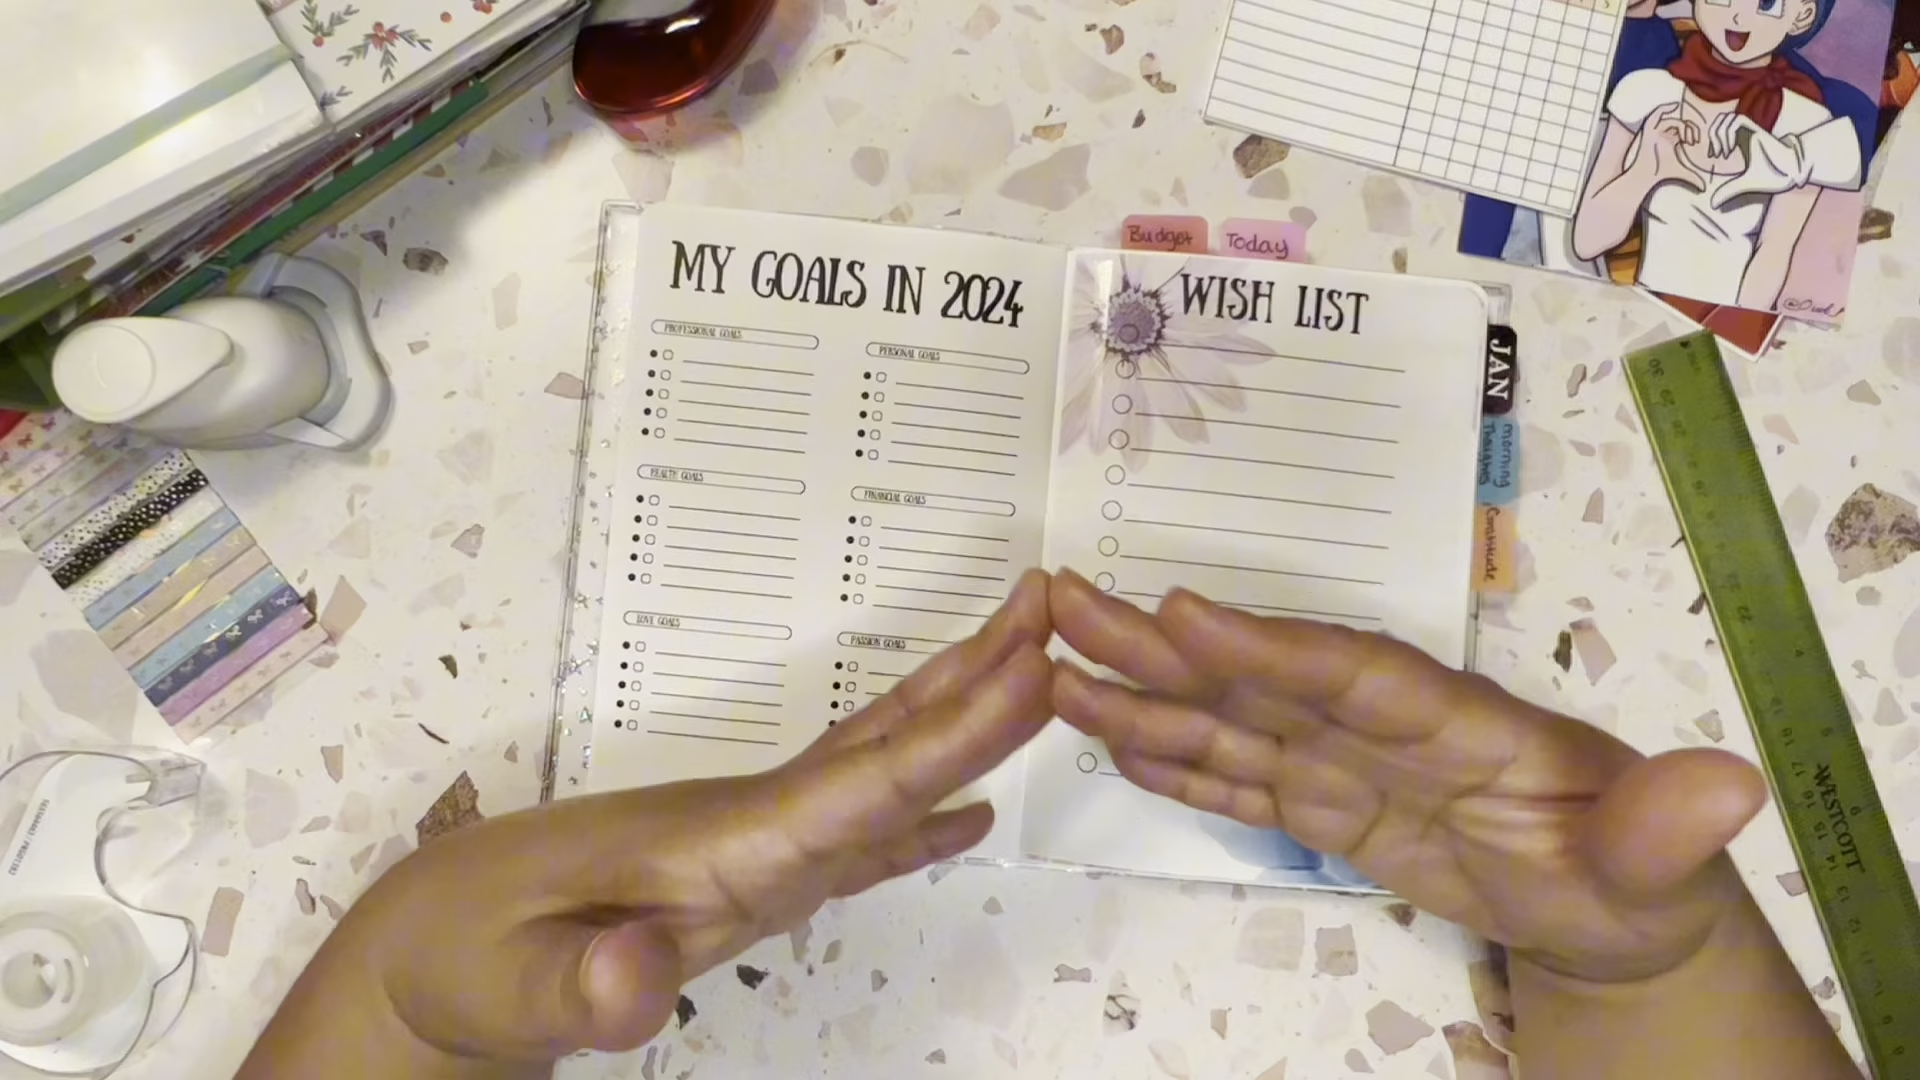 Budget
Today
MY GOALS IN 2024
WISH LIST
PROFESSIONAL GOALS
PERSONAL GOALS
JAN
HEALTH GOALS
FINANCIAL GOALS
morning
Thoughts
Gratitude
LOVE GOALS
PASSION GOALS
WESTCOTT